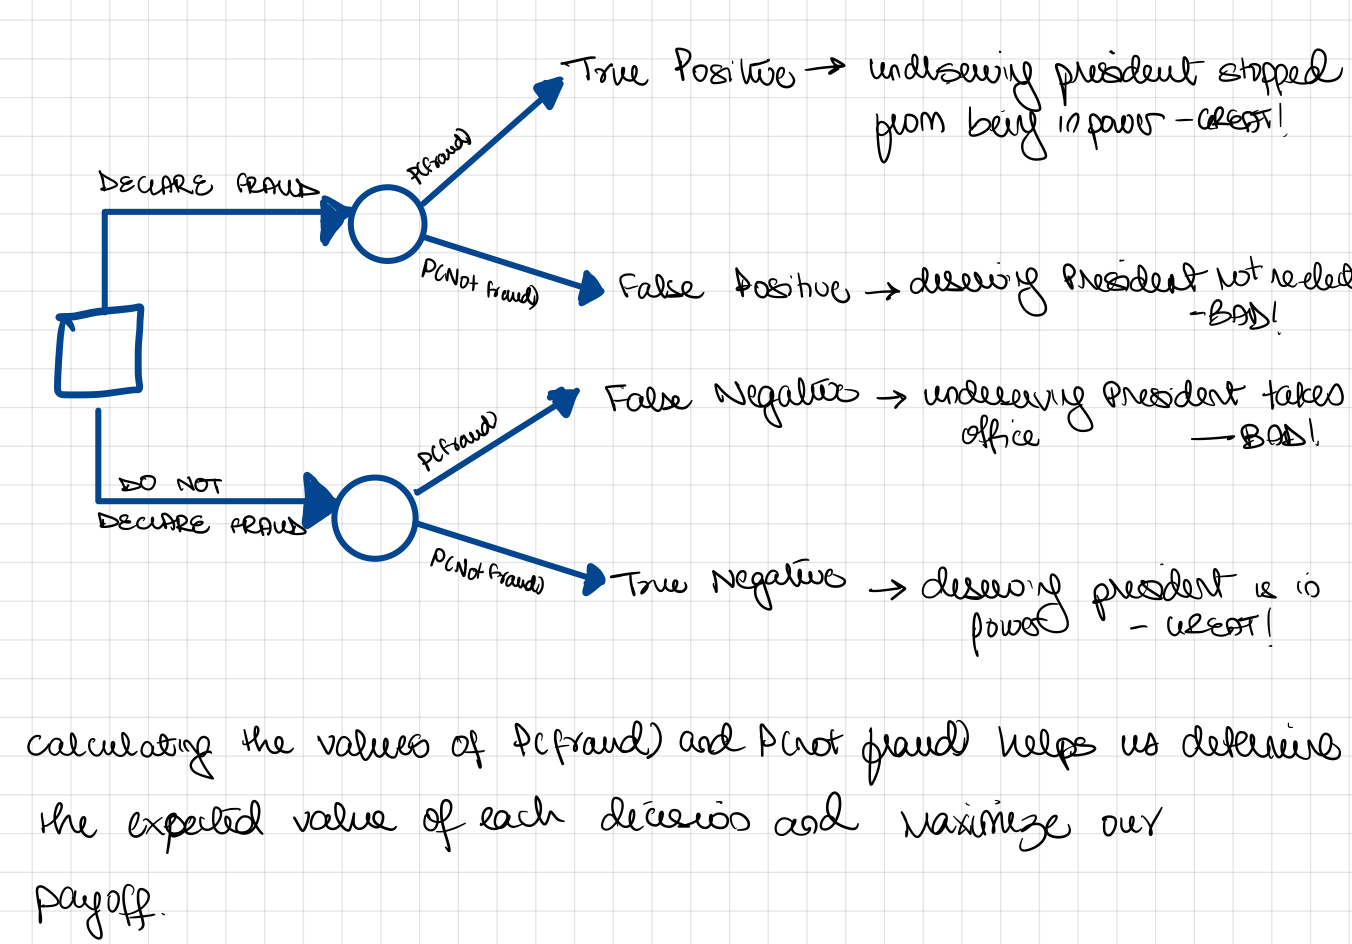 True Positive → undeserving president stopped
from being in power - GREAT!
P(fraud)
DECLARE FRAUD
P(Not fraud)
False Positive → deserving President not
- BAD!
False Negative → undeserving President takes
office — BAD!
P(fraud)
DO NOT
DECLARE FRAUD
P(Not fraud)
True Negative → deserving president is in
power - GREAT!
calculating the values of P(fraud) and P(not fraud) helps us determine
the expected value of each decision and maximize our
payoff.